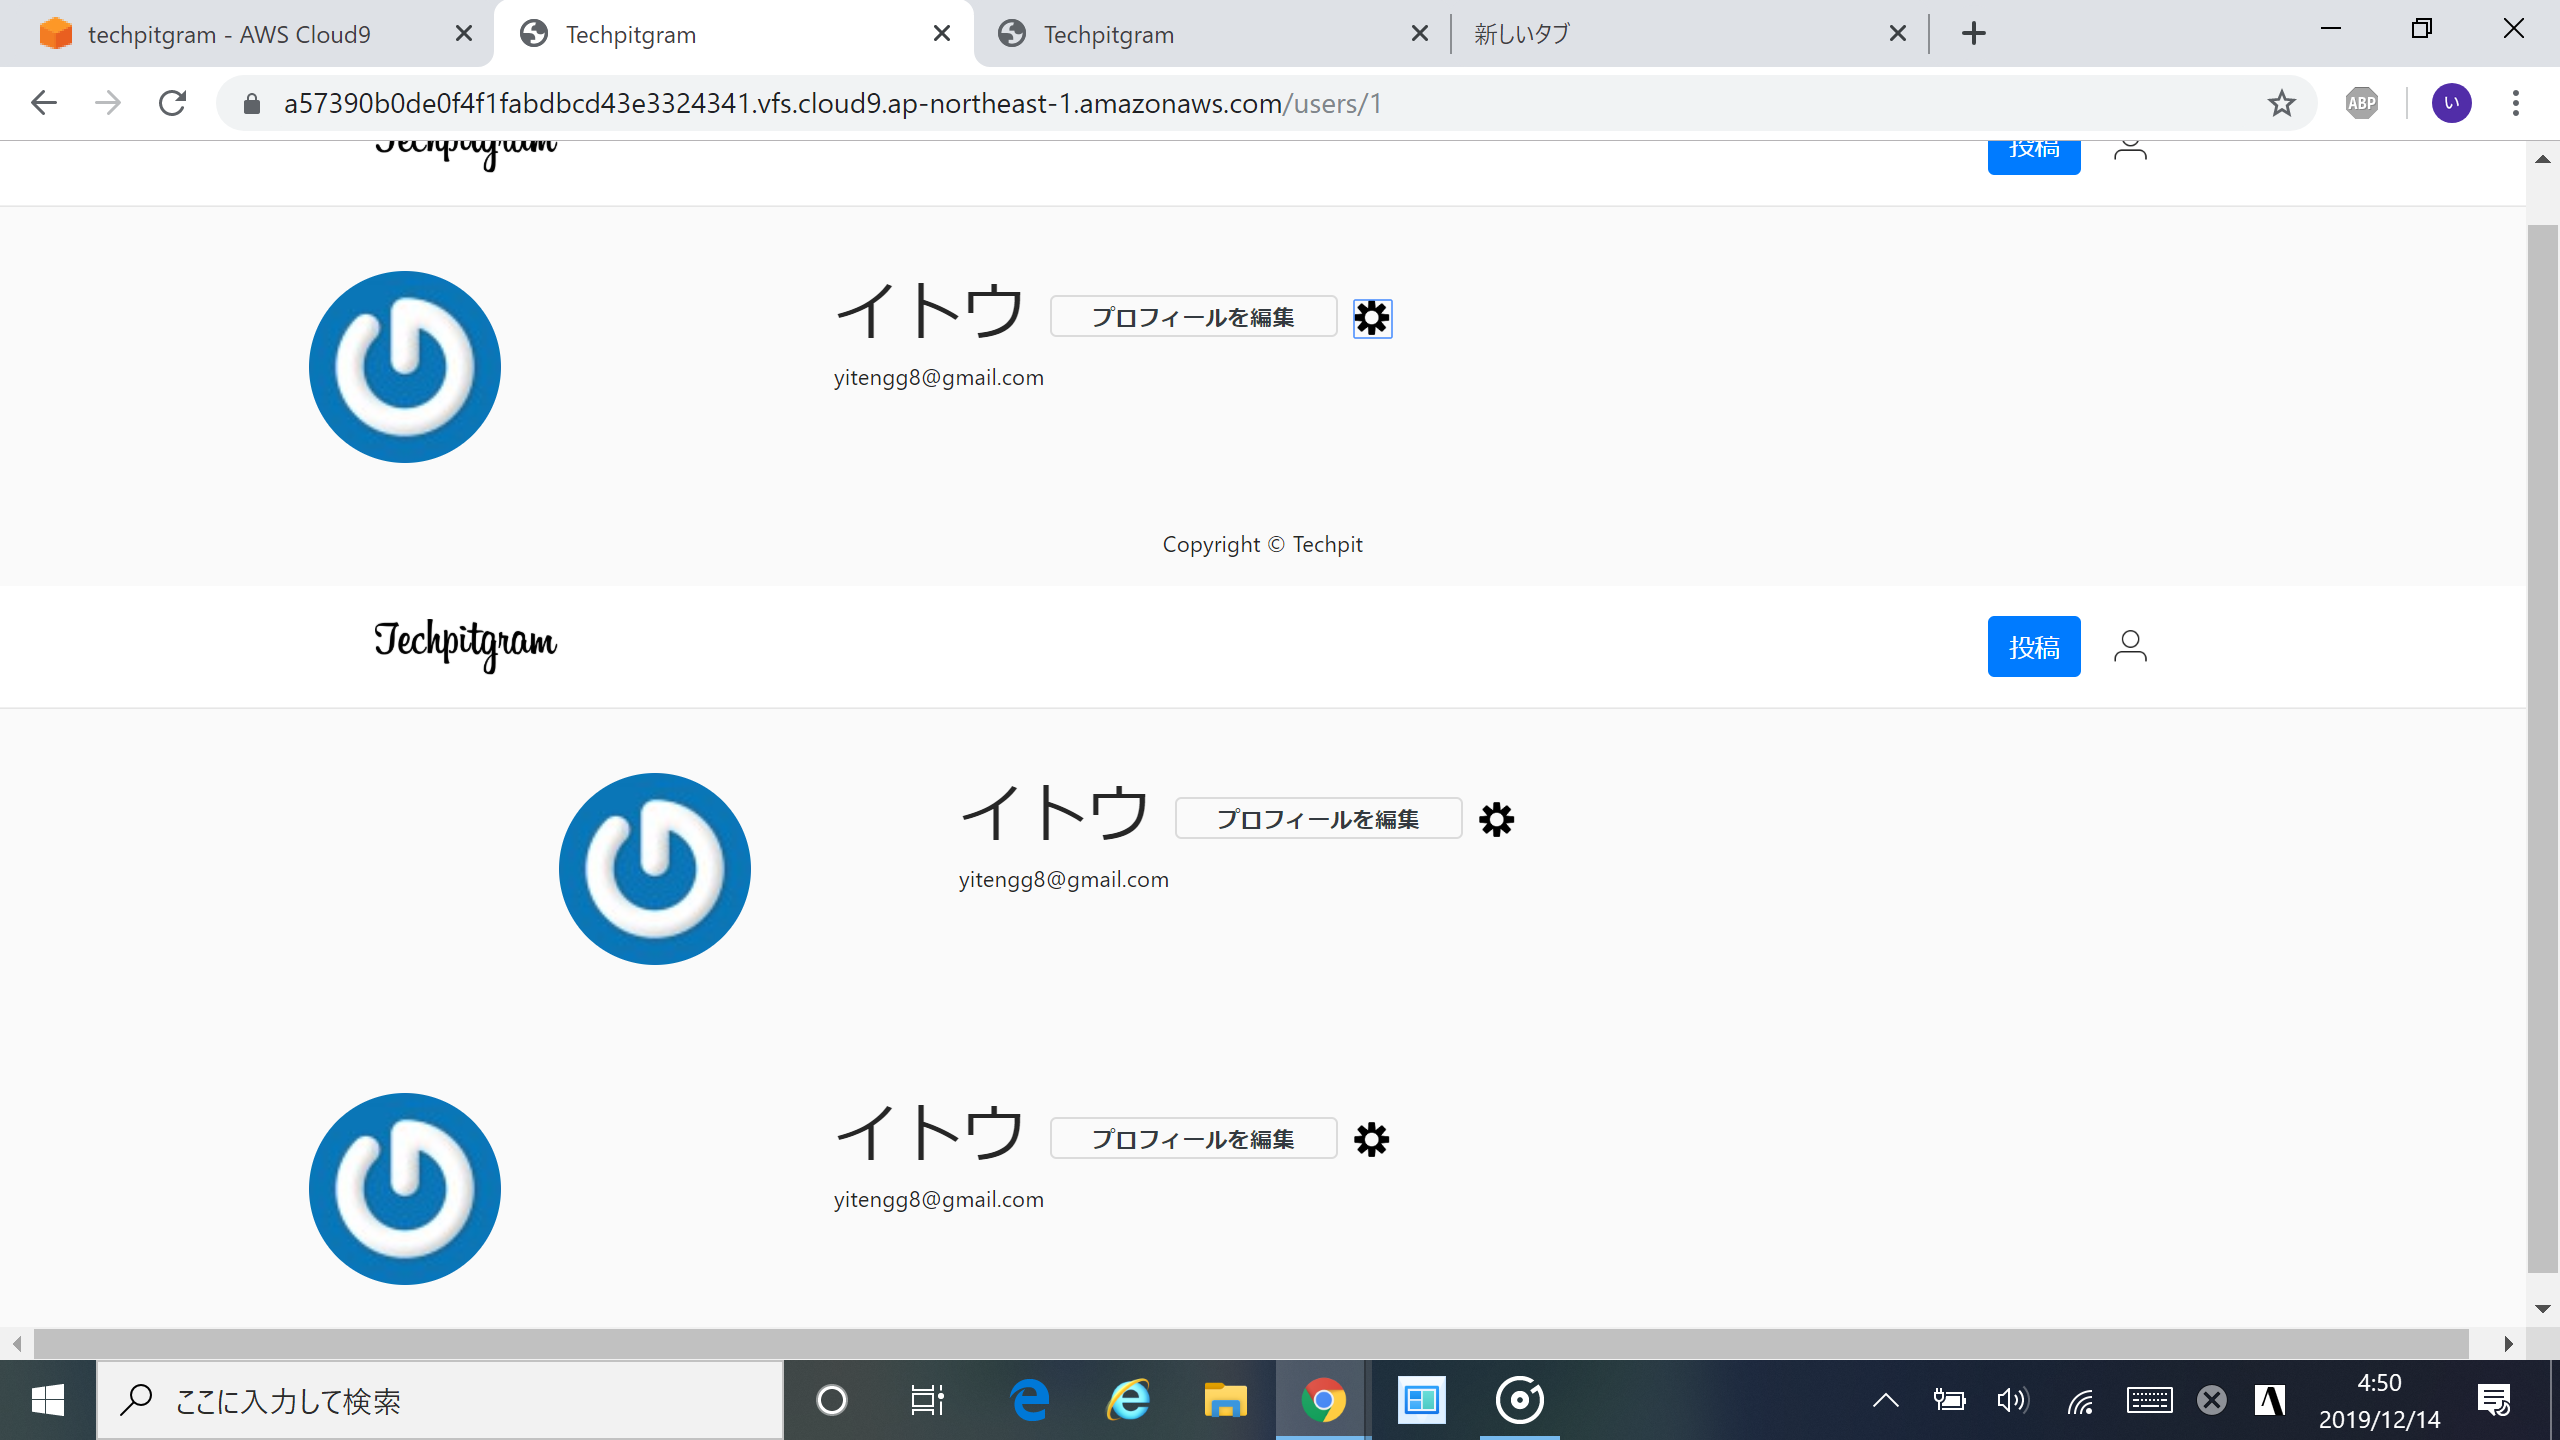 techpitgram - AWS Cloud9
Techpitgram
Techpitgram
新しいタブ
a57390b0de0f4f1fabdbcd43e3324341.vfs.cloud9.ap-northeast-1.amazonaws.com/users/1
ABP
い
Techpitgram
投稿
イトウ
プロフィールを編集
yitengg8@gmail.com
Copyright © Techpit
Techpitgram
投稿
イトウ
プロフィールを編集
yitengg8@gmail.com
イトウ
プロフィールを編集
yitengg8@gmail.com
ここに入力して検索
4:50
2019/12/14